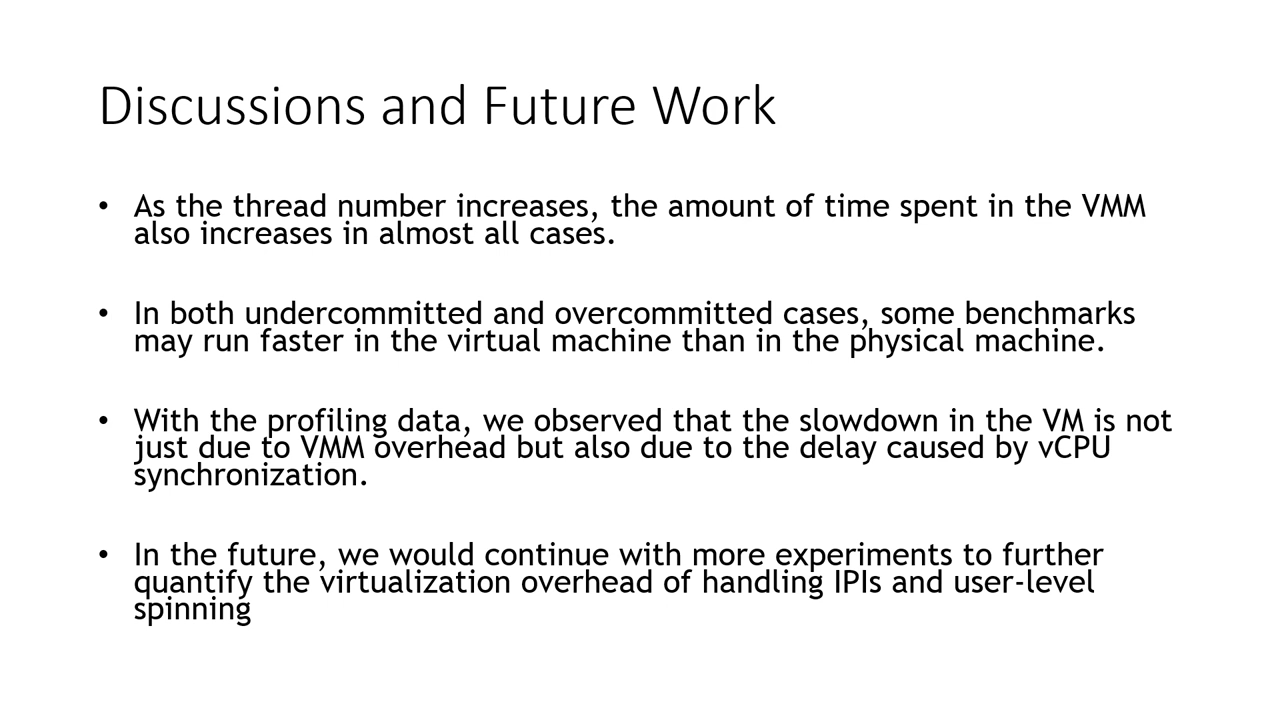 Discussions and Future Work
• As the thread number increases, the amount of time spent in the VMM
also increases in almost all cases.
• In both undercommitted and overcommitted cases, some benchmarks
may run faster in the virtual machine than in the physical machine.
• With the profiling data, we observed that the slowdown in the VM is not
just due to VMM overhead but also due to the delay caused by vCPU
synchronization.
• In the future, we would continue with more experiments to further
quantify the virtualization overhead of handling IPIs and user-level
spinning